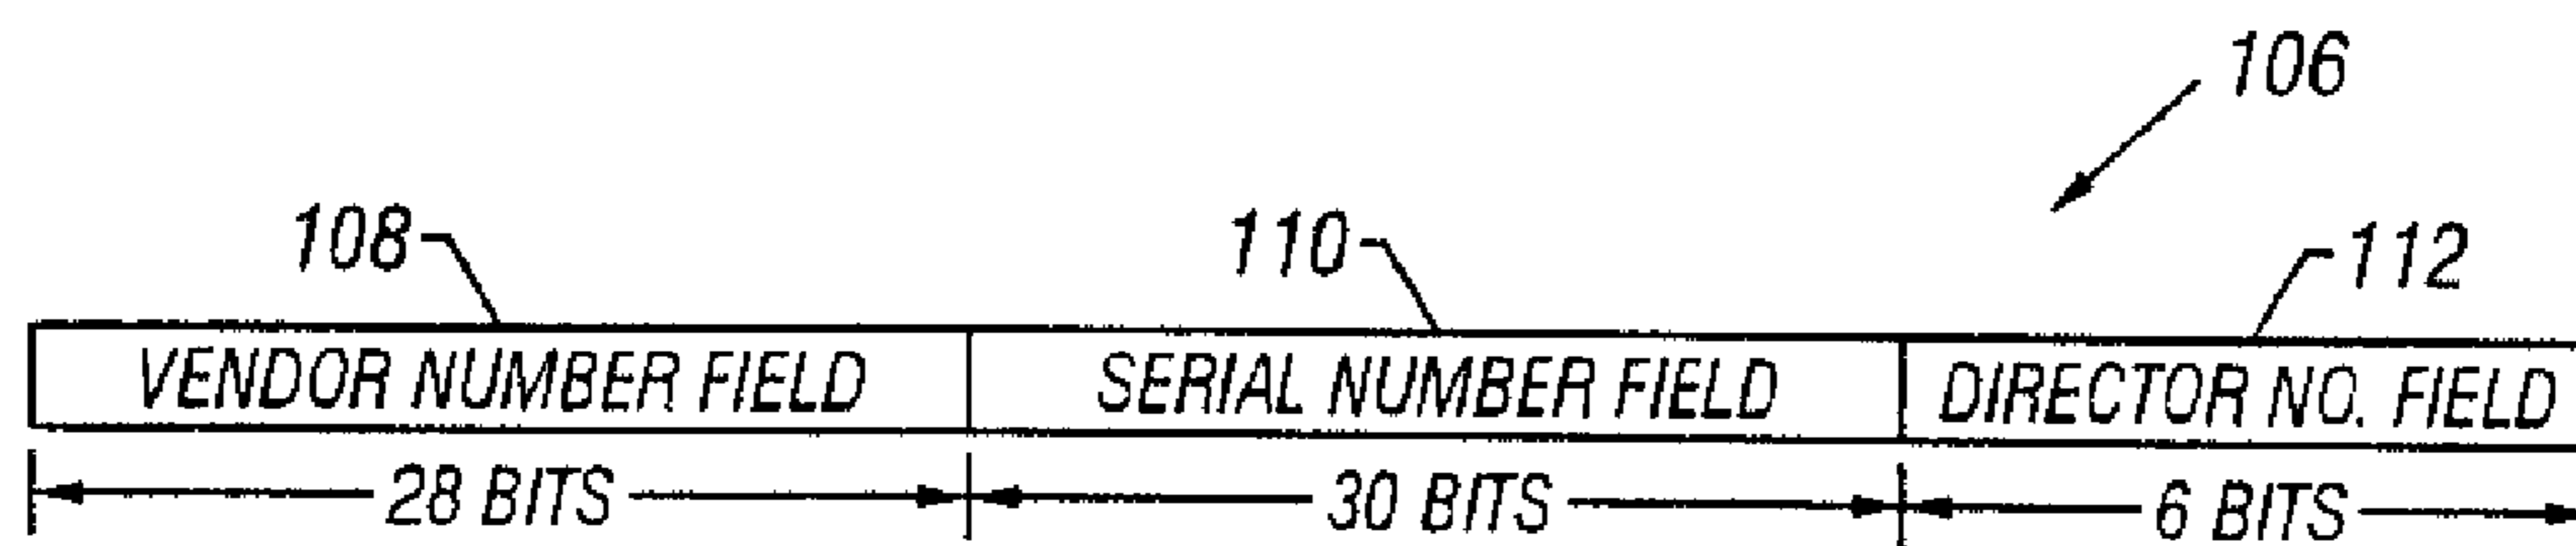 106
108 110 112
VENDOR NUMBER FIELD SERIAL NUMBER FIELD DIRECTOR NO. FIELD
28 BITS 30 BITS 6 BITS